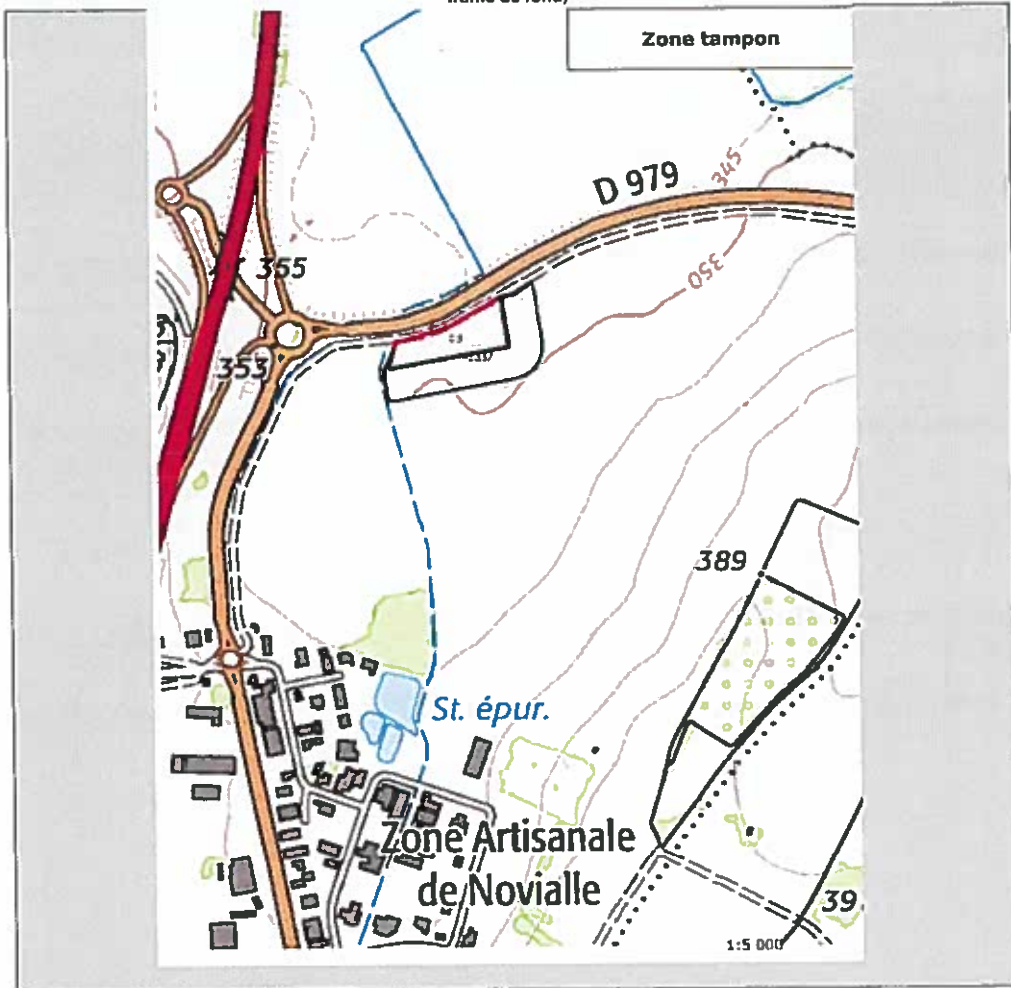 Zone tampon
D 979
345
350
355
353
389
St. épur.
Zone Artisanale
de Novialle
39
1:5 000